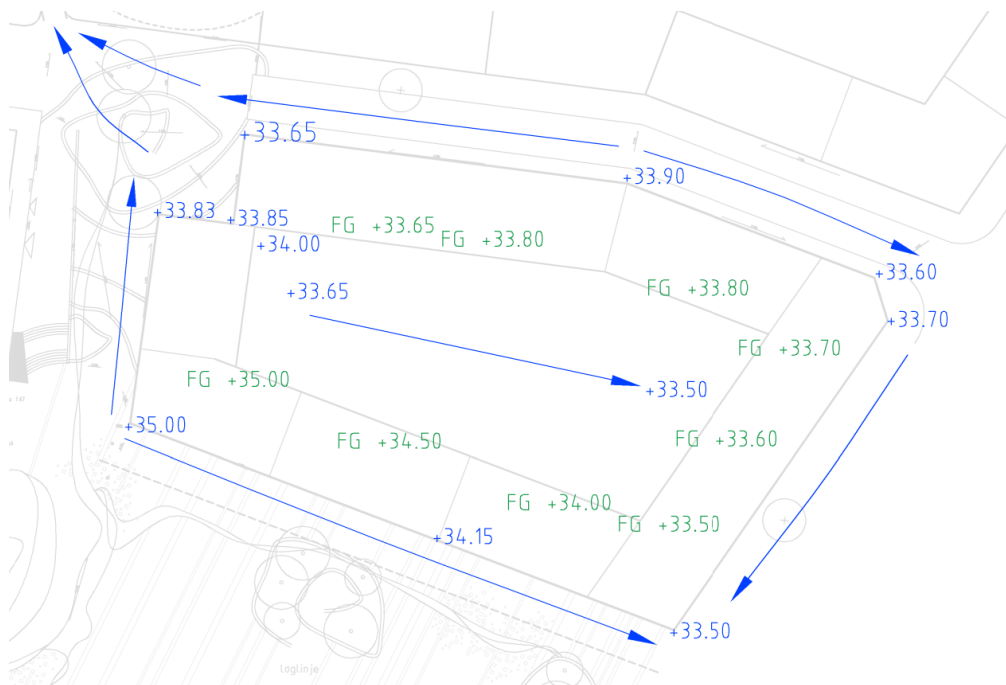 +33.65
+33.90
+33.83
+33.85
FG +33.65
FG +33.80
+34.00
+33.60
FG +33.80
+33.65
+33.70
FG +33.70
FG +35.00
+33.50
+35.00
FG +34.50
FG +33.60
FG +34.00
FG +33.50
+34.15
+33.50
loglinje